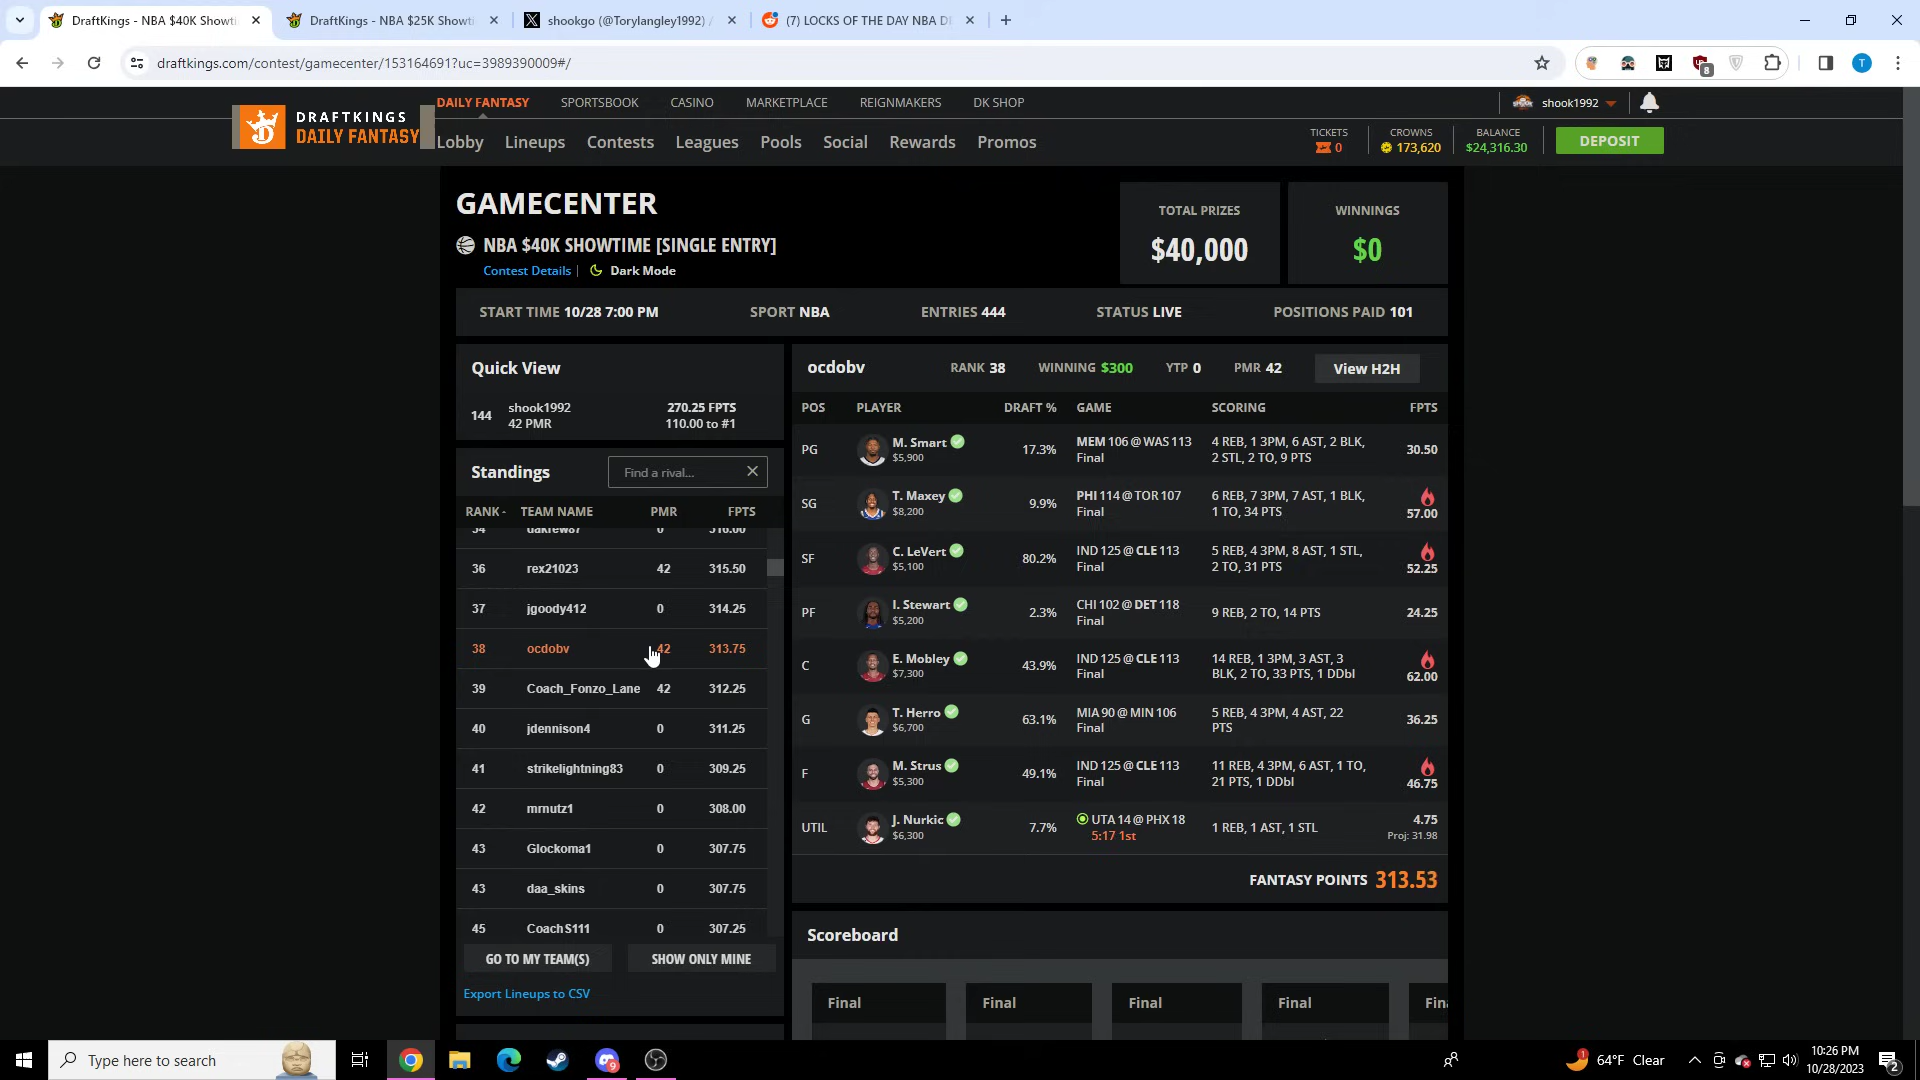 DraftKings - NBA $40K Showti
DraftKings - NBA $25K Showti
shookgo (@Torylangley1992) /
(7) LOCKS OF THE DAY NBA D
draftkings.com/contest/gamecenter/153164691?uc=3989390009#/
8
T
DRAFTKINGS
DAILY FANTASY
DAILY FANTASY SPORTSBOOK CASINO MARKETPLACE REIGNMAKERS DK SHOP
shook1992
Lobby Lineups Contests Leagues Pools Social Rewards Promos
TICKETS
0
CROWNS
173,620
BALANCE
$24,316.30
DEPOSIT
GAMECENTER
NBA $40K SHOWTIME [SINGLE ENTRY]
Contest Details | Dark Mode
TOTAL PRIZES
$40,000
WINNINGS
$0
START TIME 10/28 7:00 PM SPORT NBA ENTRIES 444 STATUS LIVE POSITIONS PAID 101
Quick View
144
shook1992
42 PMR
270.25 FPTS
110.00 to #1
Standings
Find a rival...
RANK TEAM NAME PMR FPTS
34 dakrew87 0 316.00
36 rex21023 42 315.50
37 jgoody412 0 314.25
38 ocdobv 42 313.75
39 Coach_Fonzo_Lane 42 312.25
40 jdennison4 0 311.25
41 strikelightning83 0 309.25
42 mrnutz1 0 308.00
43 Glockoma1 0 307.75
43 daa_skins 0 307.75
45 CoachS111 0 307.25
GO TO MY TEAM(S)
SHOW ONLY MINE
Export Lineups to CSV
ocdobv RANK 38 WINNING $300 YTP 0 PMR 42 View H2H
POS PLAYER DRAFT % GAME SCORING FPTS
PG M. Smart 17.3% MEM 106 @ WAS 113 4 REB, 1 3PM, 6 AST, 2 BLK, 30.50
$5,900 Final 2 STL, 2 TO, 9 PTS
SG T. Maxey 9.9% PHI 114 @ TOR 107 6 REB, 7 3PM, 7 AST, 1 BLK, 57.00
$8,200 Final 1 TO, 34 PTS
SF C. LeVert 80.2% IND 125 @ CLE 113 5 REB, 4 3PM, 8 AST, 1 STL, 52.25
$5,100 Final 2 TO, 31 PTS
PF I. Stewart 2.3% CHI 102 @ DET 118 9 REB, 2 TO, 14 PTS 24.25
$5,200 Final
C E. Mobley 43.9% IND 125 @ CLE 113 14 REB, 1 3PM, 3 AST, 3 62.00
$7,300 Final BLK, 2 TO, 33 PTS, 1 DDbl
G T. Herro 63.1% MIA 90 @ MIN 106 5 REB, 4 3PM, 4 AST, 22 36.25
$6,700 Final PTS
F M. Strus 49.1% IND 125 @ CLE 113 11 REB, 4 3PM, 6 AST, 1 TO, 46.75
$5,300 Final 21 PTS, 1 DDbl
UTIL J. Nurkic 7.7% UTA 14 @ PHX 18 1 REB, 1 AST, 1 STL 4.75
$6,300 5:17 1st Proj: 31.98
FANTASY POINTS 313.53
Scoreboard
Final
Final
Final
Final
Fin
Type here to search
9
1
64°F Clear
10:26 PM
10/28/2023
2